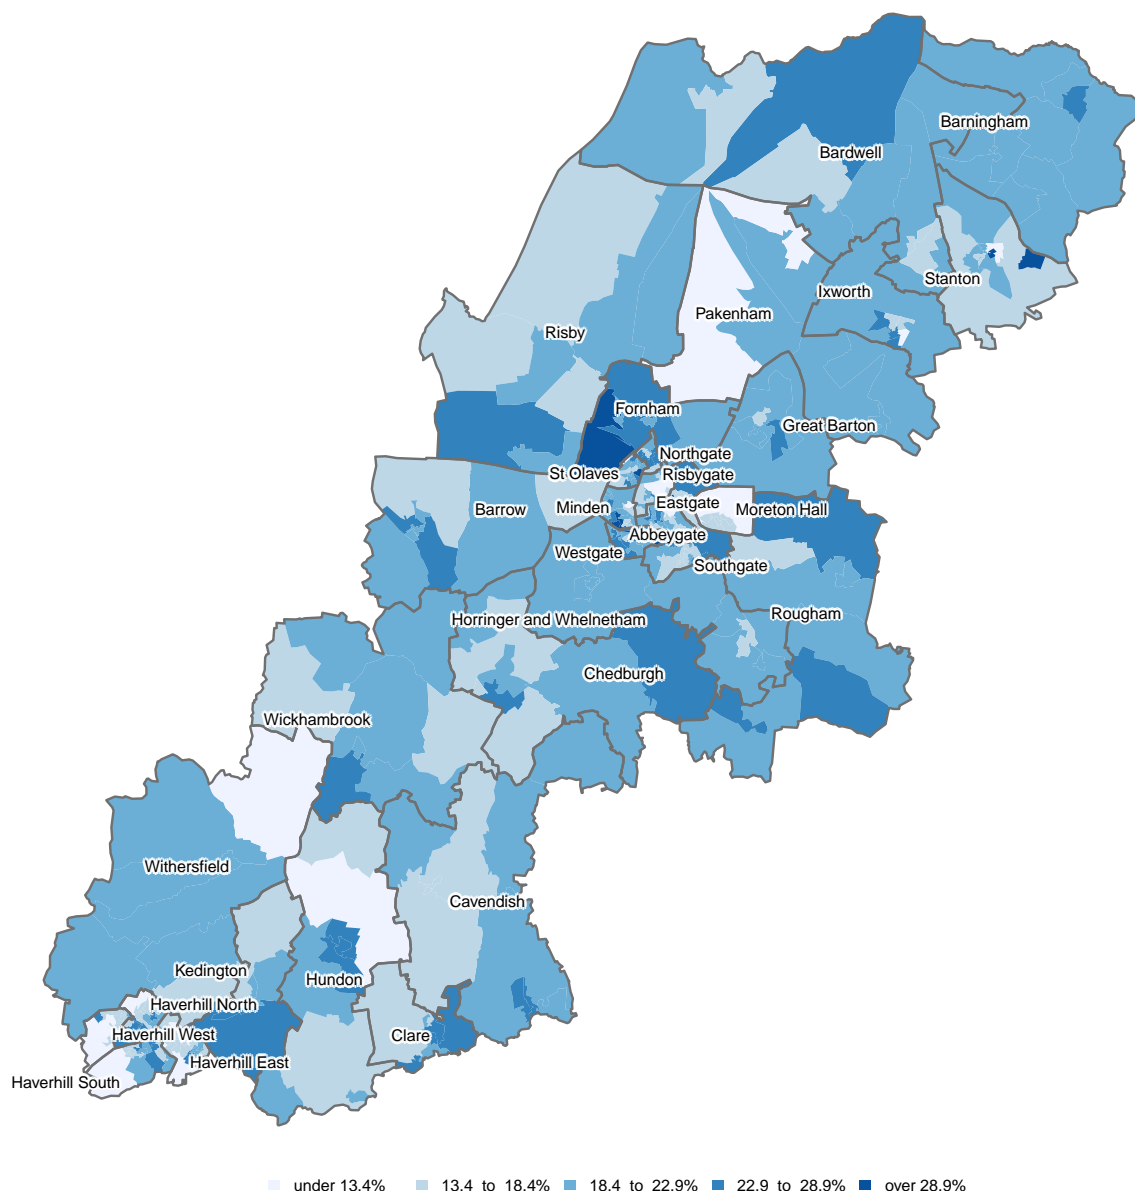 Barningham
Bardwell
Stanton
Ixworth
Pakenham
Risby
Fornham
Great Barton
Northgate
St Olaves
Risbygate
Eastgate
Minden
Barrow
Moreton Hall
Abbeygate
Westgate
Southgate
Rougham
Horringer and Whelnetham
Chedburgh
Wickhambrook
Withersfield
Cavendish
Kedington
Hundon
Haverhill North
Haverhill West
Clare
Haverhill East
Haverhill South
under 13.4% 13.4 to 18.4% 18.4 to 22.9% 22.9 to 28.9% over 28.9%